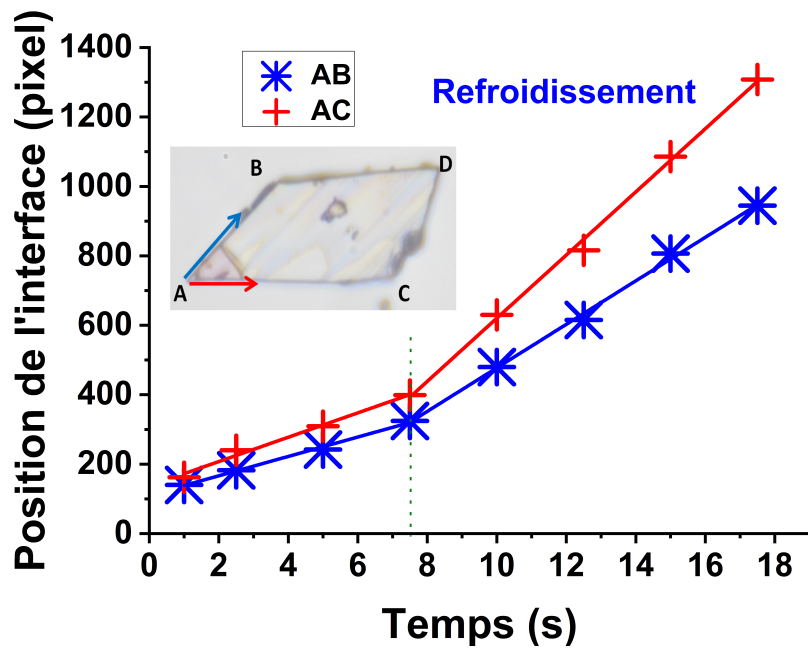 Position de l'interface (pixel)
1400
1200
1000
800
600
400
200
0
AB
AC
Refroidissement
B
D
A
C
0
2
4
6
8
10
12
14
16
18
Temps (s)